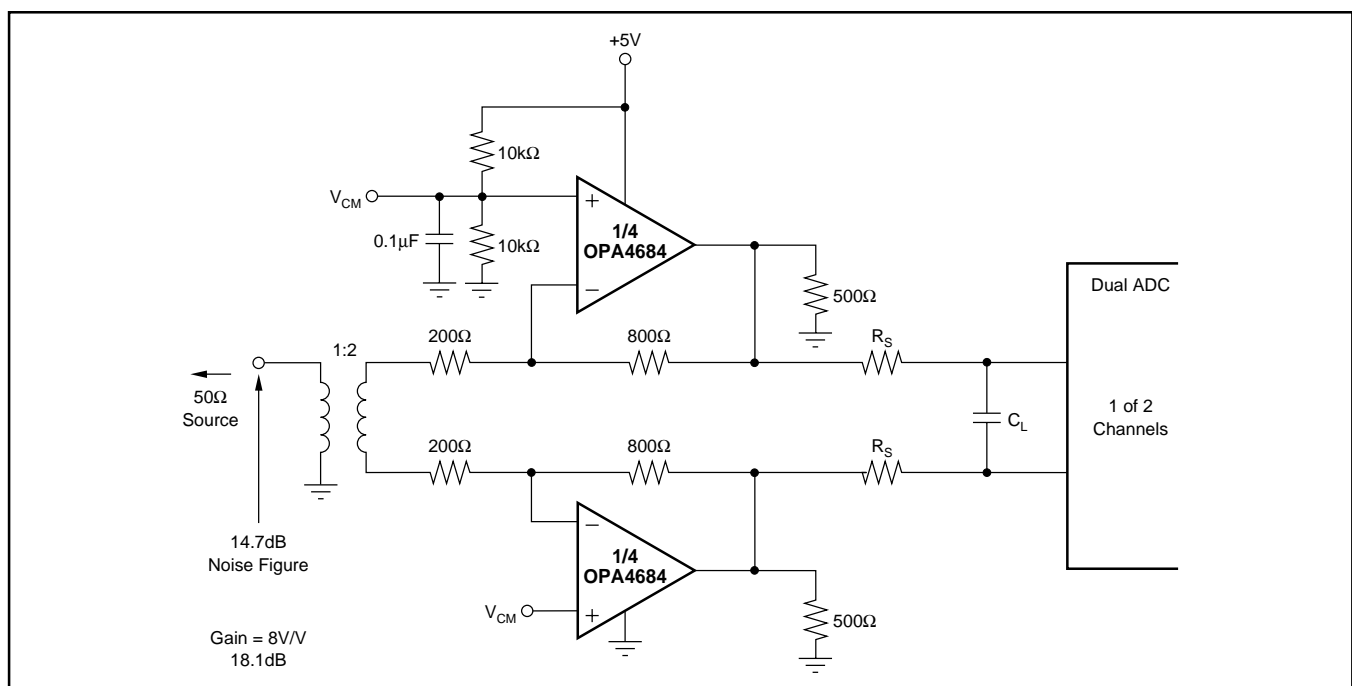 +5V
10kΩ
V_CM
0.1µF
10kΩ
+
1/4
OPA4684
−
500Ω
Dual ADC
1 of 2
Channels
1:2
200Ω
800Ω
R_S
50Ω
Source
C_L
200Ω
800Ω
R_S
−
1/4
OPA4684
+
V_CM
500Ω
14.7dB
Noise Figure
Gain = 8V/V
18.1dB